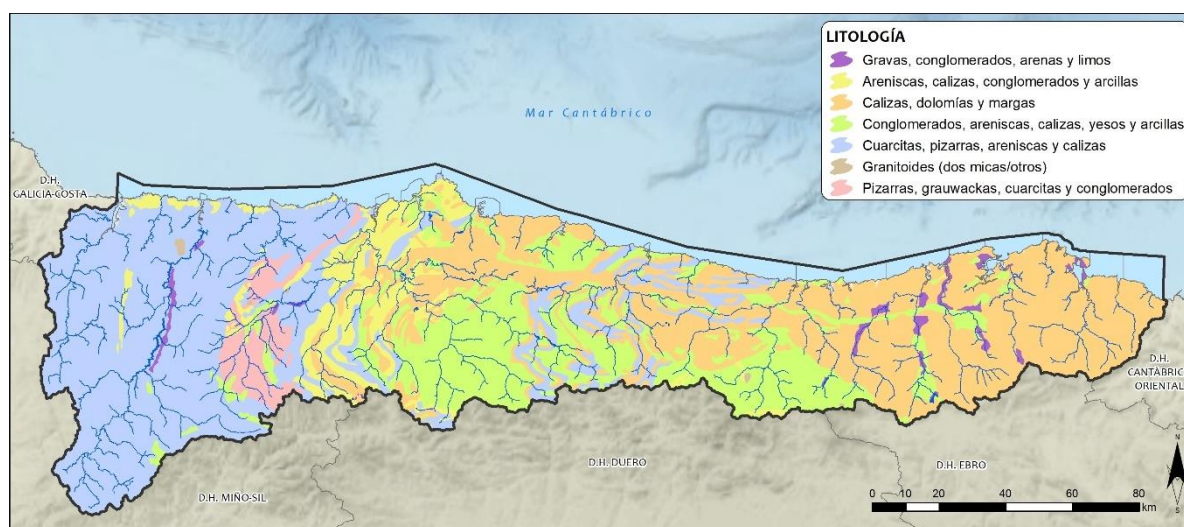 LITOLOGÍA
Gravas, conglomerados, arenas y limos
Areniscas, calizas, conglomerados y arcillas
Calizas, dolomías y margas
Conglomerados, areniscas, calizas, yesos y arcillas
Cuarcitas, pizarras, areniscas y calizas
Granitoides (dos micas/otros)
Pizarras, grauwackas, cuarcitas y conglomerados
Mar Cantábrico
D.H.
GALICIA-COSTA
D.H.
CANTÁBRICO
ORIENTAL
D.H. DUERO
D.H. EBRO
D.H. MIÑO-SIL
N
S
0 10 20 40 60 80
km